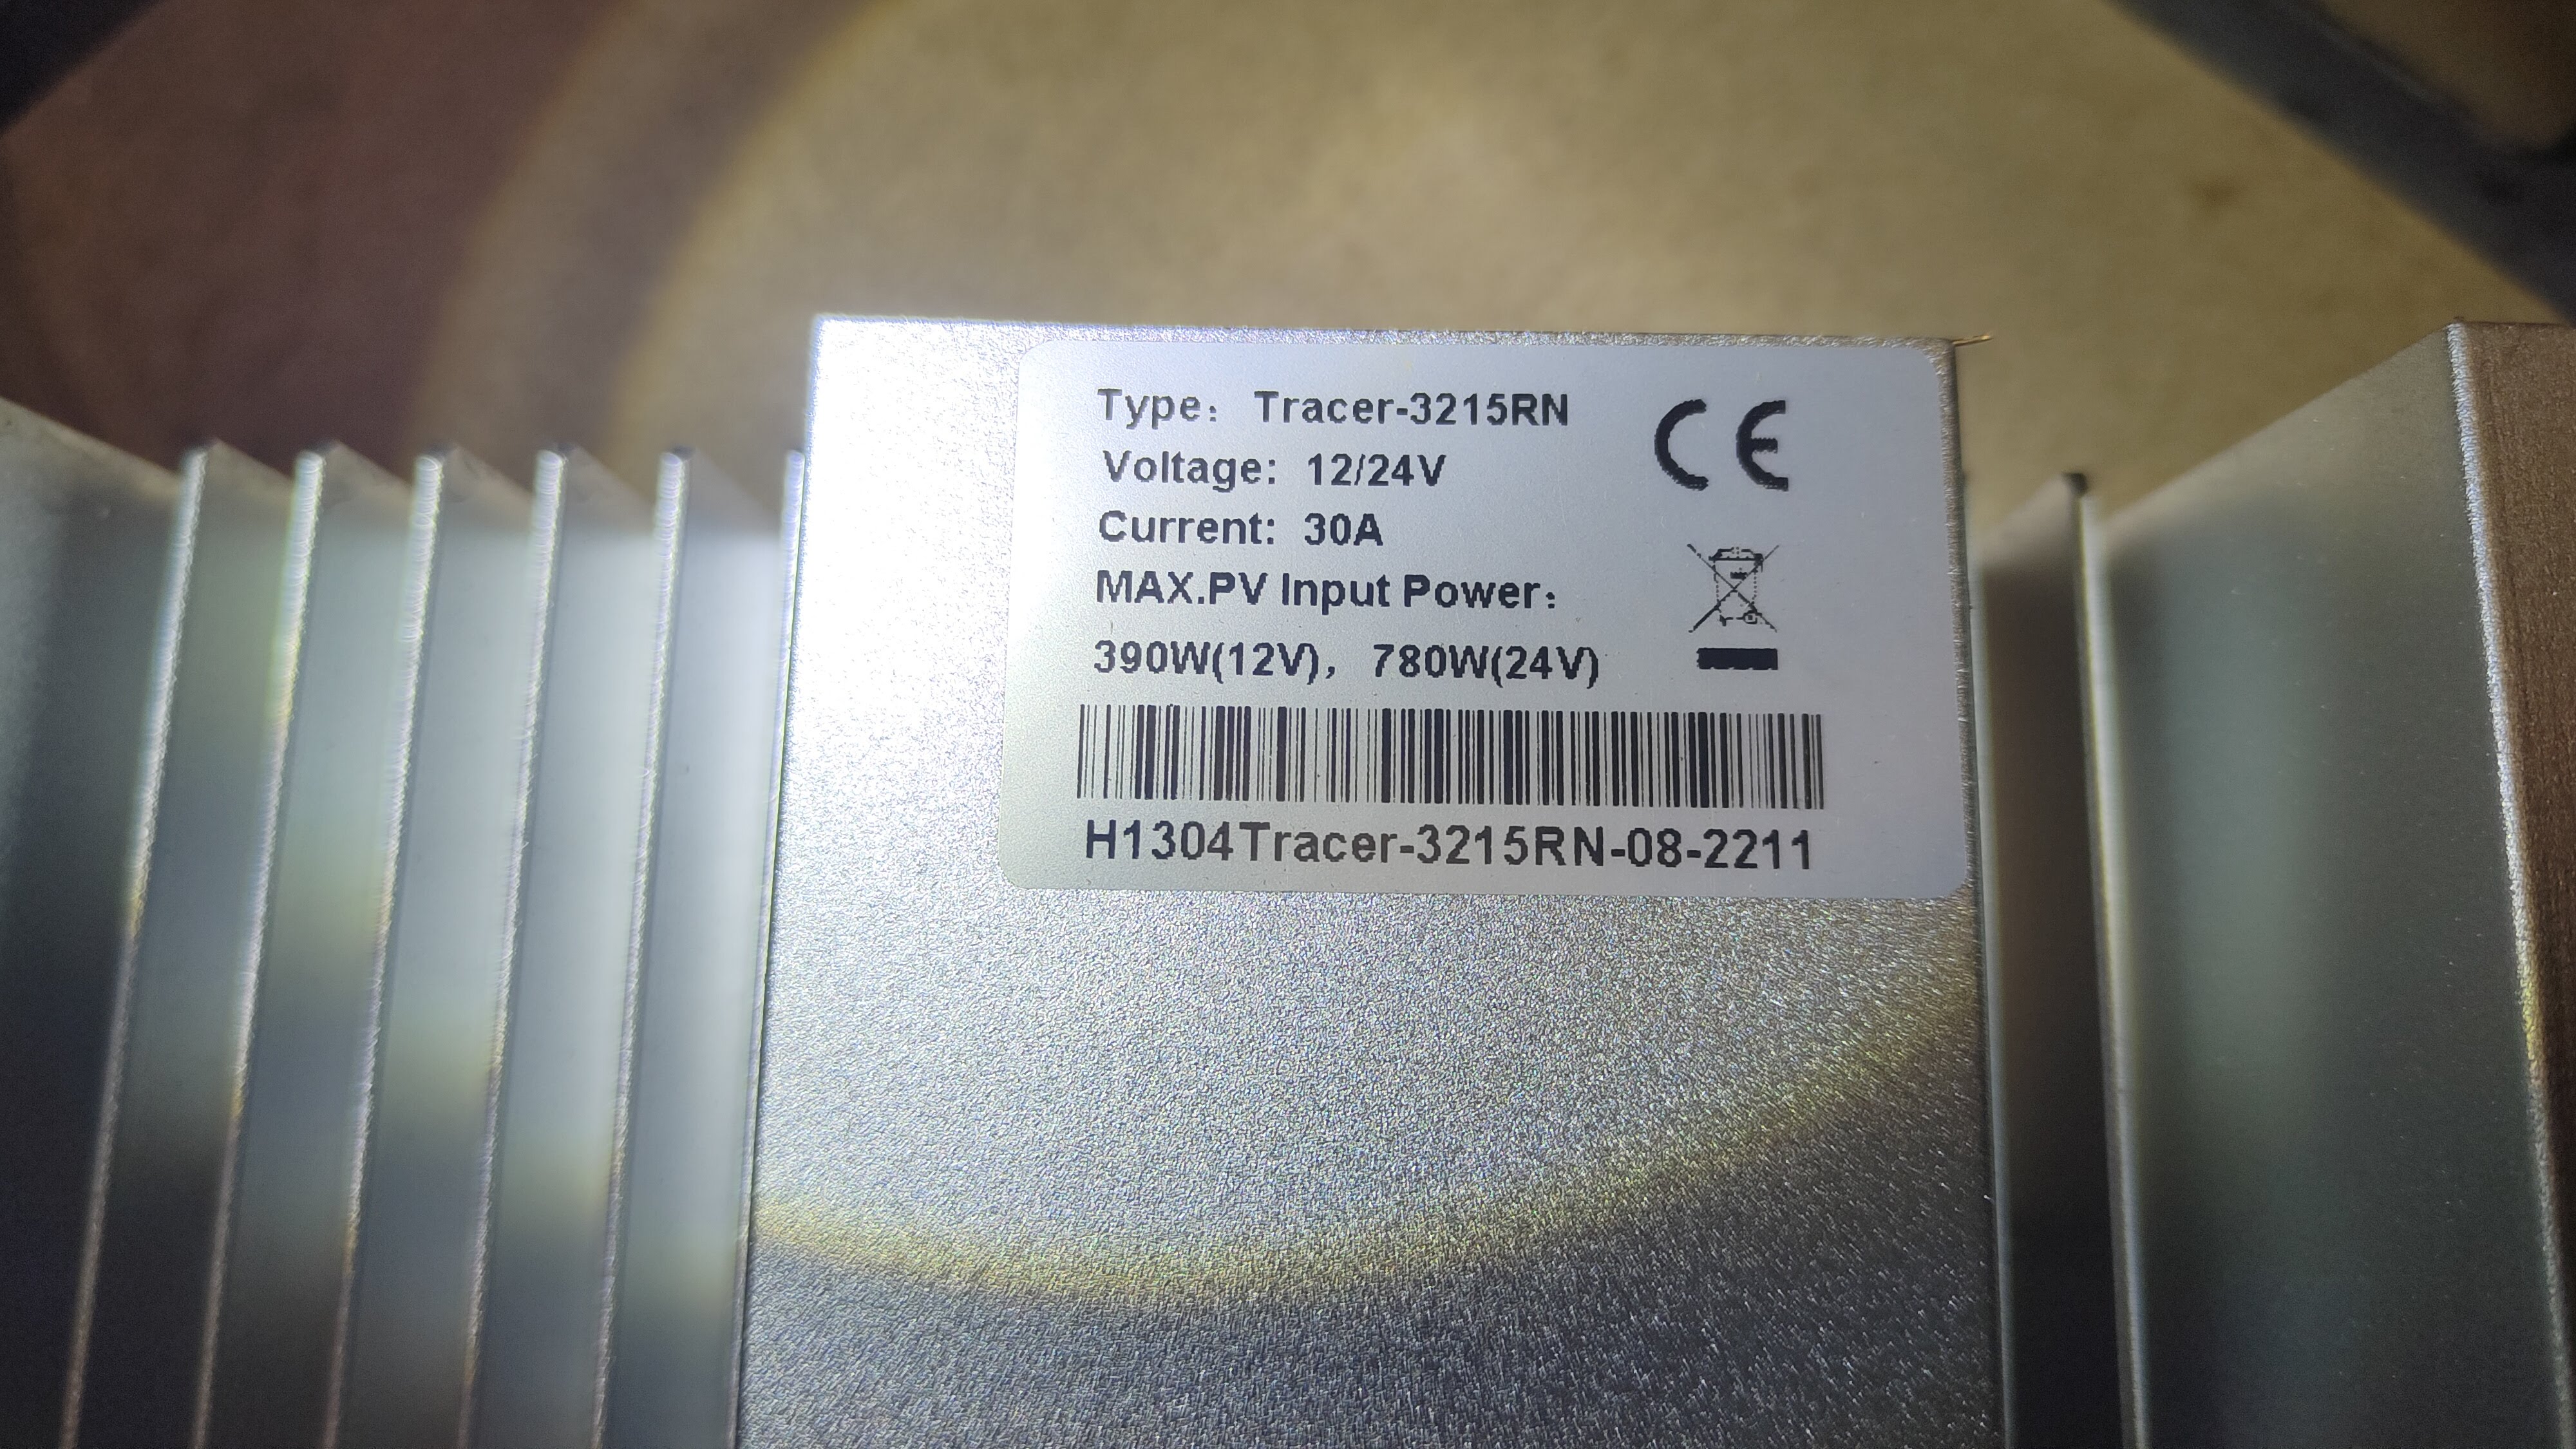 Type： Tracer-3215RN
CE
Voltage: 12/24V
Current: 30A
MAX.PV Input Power：
390W(12V)，780W(24V)
H1304Tracer-3215RN-08-2211